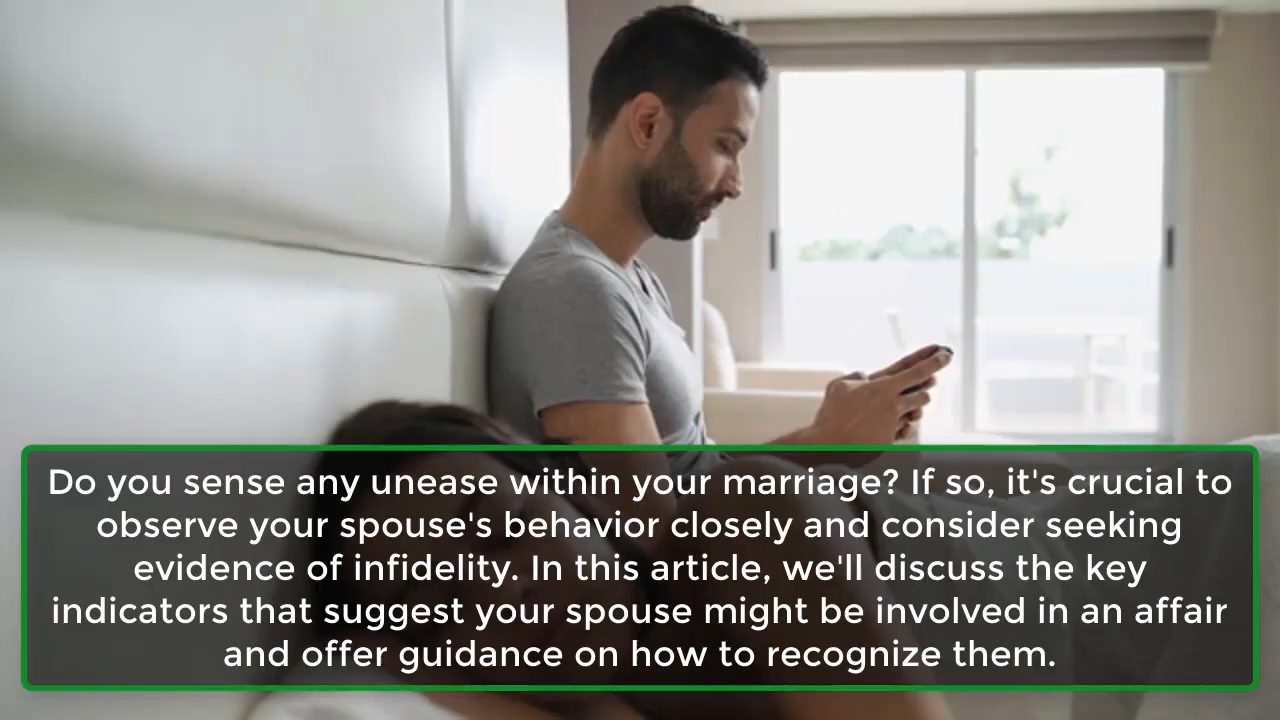 Do you sense any unease within your marriage? If so, it's crucial to
observe your spouse's behavior closely and consider seeking
evidence of infidelity. In this article, we'll discuss the key
indicators that suggest your spouse might be involved in an affair
and offer guidance on how to recognize them.